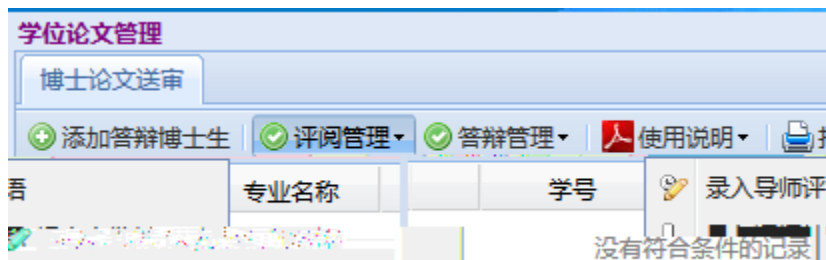 学位论文管理
博士论文送审
添加答辩博士生 评阅管理 答辩管理 使用说明
语 专业名称 学号 录入导师评
没有符合条件的记录